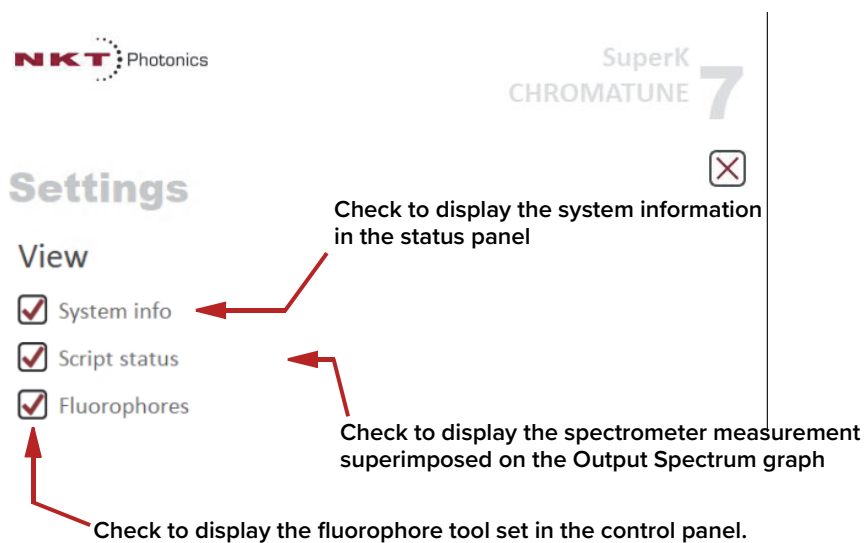 NKT Photonics
SuperK
CHROMATUNE 7
Settings
Check to display the system information
in the status panel
View
System info
Script status
Fluorophores
Check to display the spectrometer measurement
superimposed on the Output Spectrum graph
Check to display the fluorophore tool set in the control panel.